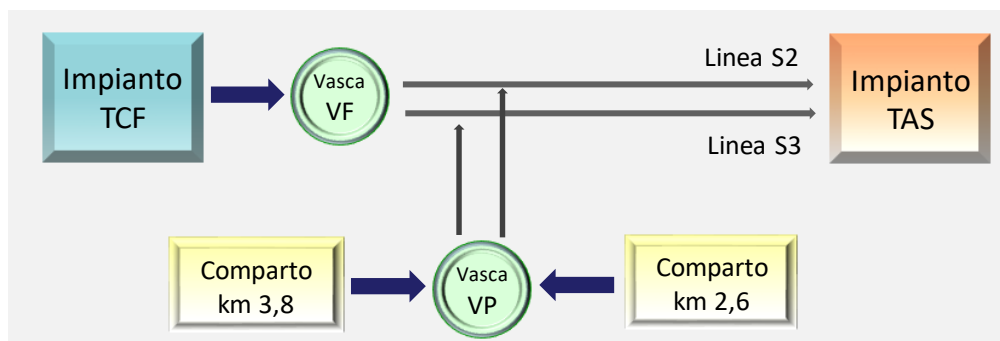 Impianto
TCF
Vasca
VF
Linea S2
Linea S3
Impianto
TAS
Comparto
km 3,8
Vasca
VP
Comparto
km 2,6